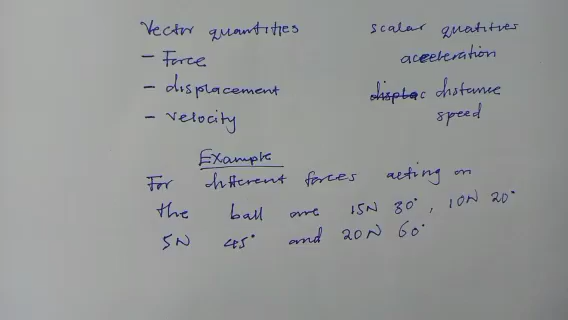 Vector quantities
- Force
- displacement
- velocity
scalar quatities
aceeleration
displac distance
speed
Example
For different forces acting on
the ball are 15N 30°, 10N 20°
5N 45° and 20N 60°